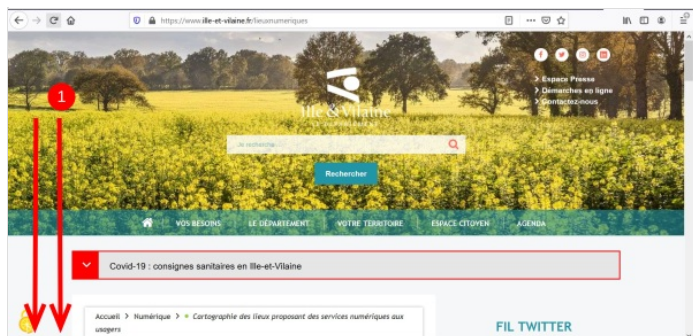 https://www.ille-et-vilaine.fr/lieuxnumeriques
1
> Espace Presse
> Démarches en ligne
> Contactez-nous
Ille & Vilaine
LE DÉPARTEMENT
Je recherche
Rechercher
VOS BESOINS LE DÉPARTEMENT VOTRE TERRITOIRE ESPACE CITOYEN AGENDA
Covid-19 : consignes sanitaires en Ille-et-Vilaine
Accueil > Numérique > Cartographie des lieux proposant des services numériques aux
usagers
FIL TWITTER